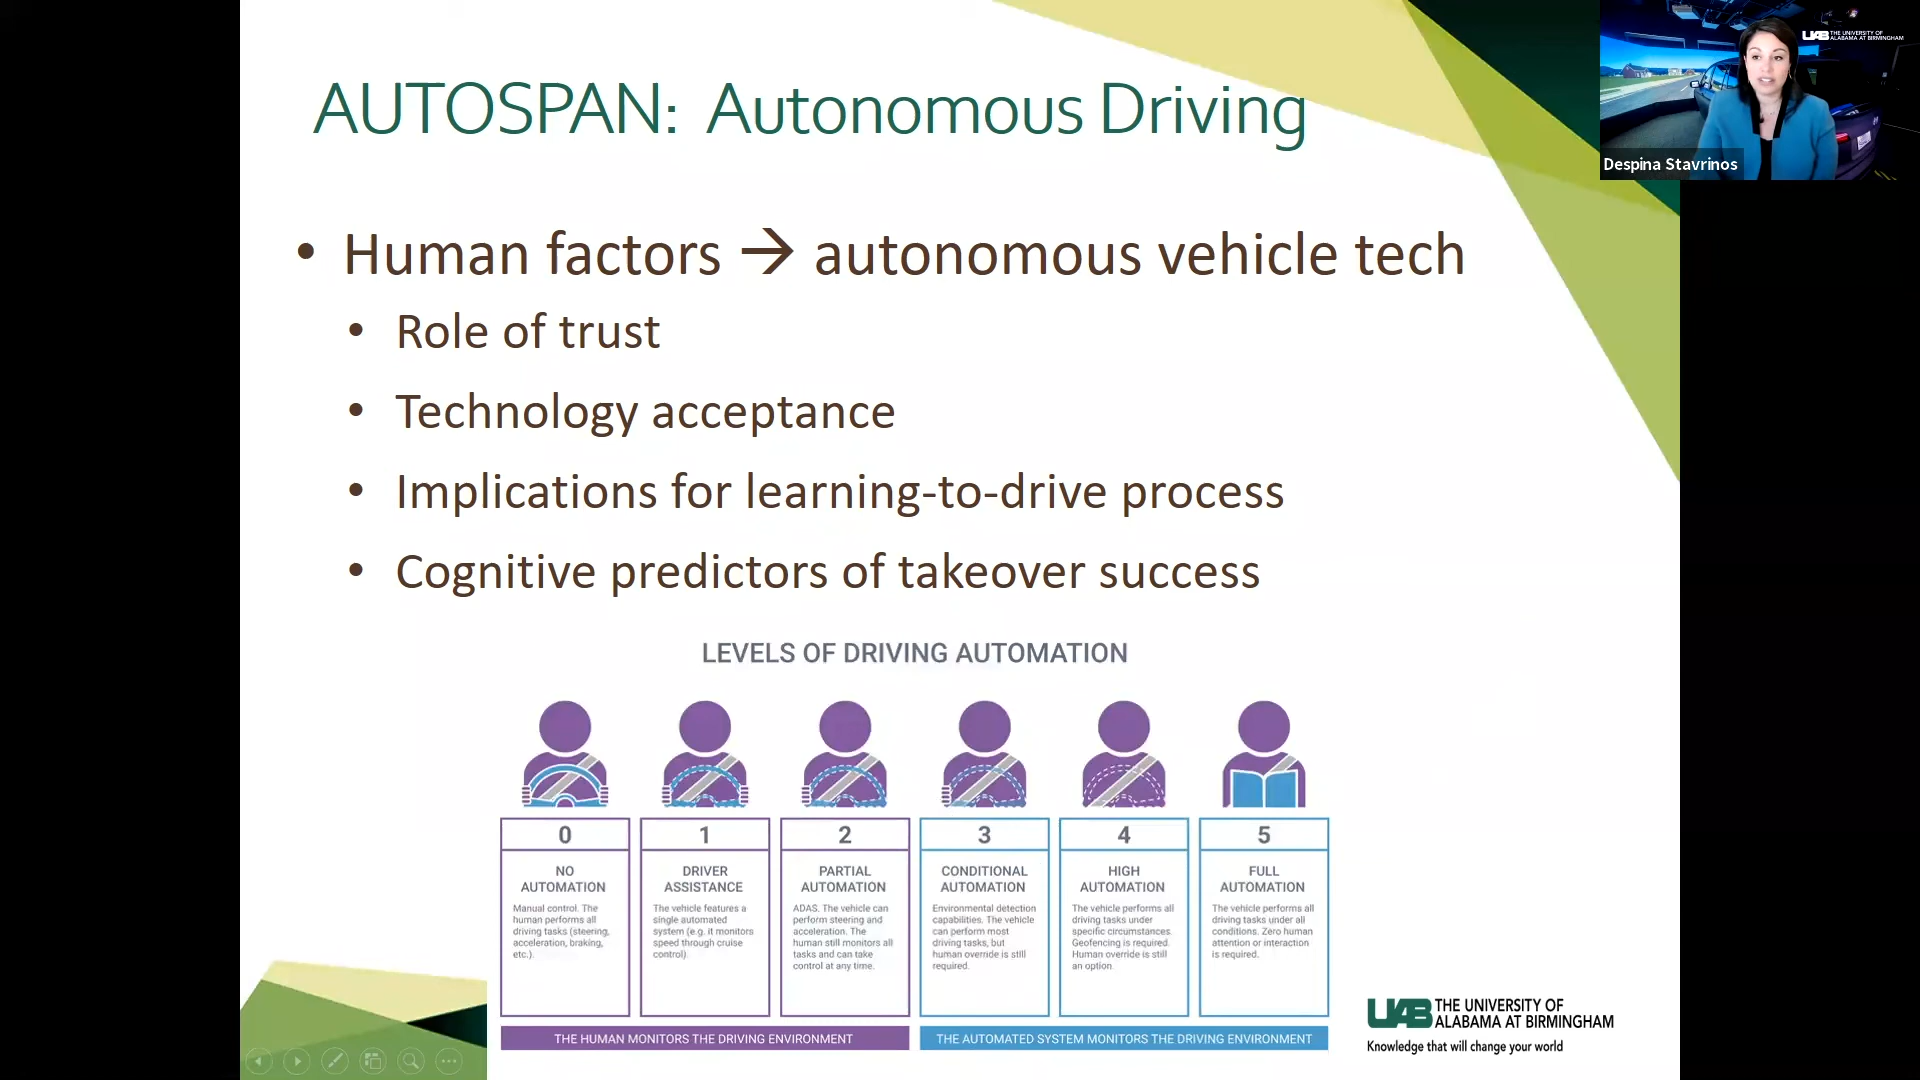 AUTOSPAN: Autonomous Driving
UAB THE UNIVERSITY OF
ALABAMA AT BIRMINGHAM
Despina Stavrinos
• Human factors → autonomous vehicle tech
• Role of trust
• Technology acceptance
• Implications for learning-to-drive process
• Cognitive predictors of takeover success
LEVELS OF DRIVING AUTOMATION
0
NO
AUTOMATION
Manual control. The
human performs all
driving tasks (steering,
acceleration, braking,
etc.).
1
DRIVER
ASSISTANCE
The vehicle features a
single automated
system (e.g. it monitors
speed through cruise
control).
2
PARTIAL
AUTOMATION
ADAS. The vehicle can
perform steering and
acceleration. The
human still monitors all
tasks and can take
control at any time.
3
CONDITIONAL
AUTOMATION
Environmental detection
capabilities. The vehicle
can perform most
driving tasks, but
human override is still
required.
4
HIGH
AUTOMATION
The vehicle performs all
driving tasks under
specific circumstances.
Geofencing is required.
Human override is still
an option.
5
FULL
AUTOMATION
The vehicle performs all
driving tasks under all
conditions. Zero human
attention or interaction
is required.
THE HUMAN MONITORS THE DRIVING ENVIRONMENT
THE AUTOMATED SYSTEM MONITORS THE DRIVING ENVIRONMENT
UAB THE UNIVERSITY OF
ALABAMA AT BIRMINGHAM
Knowledge that will change your world